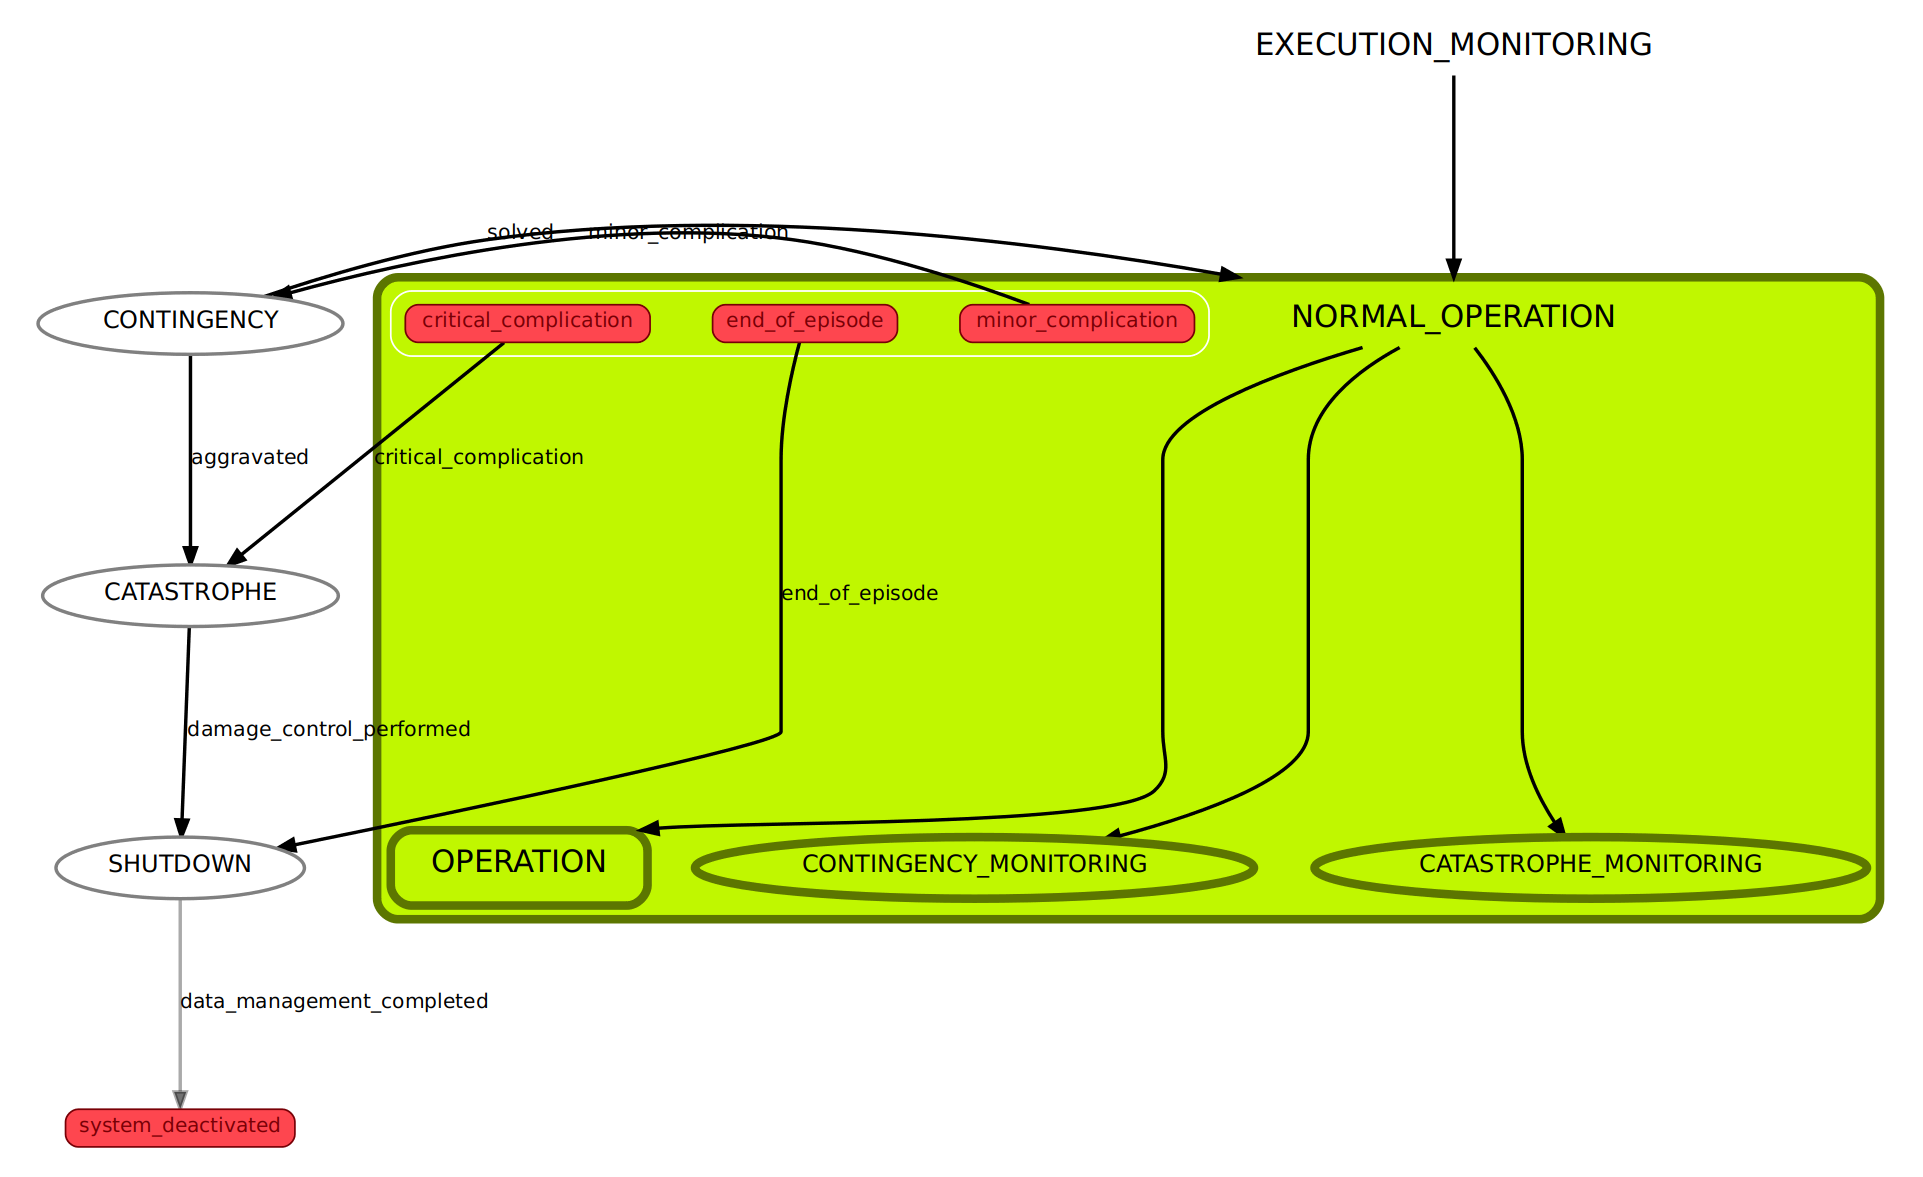 EXECUTION_MONITORING
solved
minor_complication
critical_complication
end_of_episode
minor_complication
NORMAL_OPERATION
CONTINGENCY
aggravated
critical_complication
CATASTROPHE
end_of_episode
damage_control_performed
SHUTDOWN
OPERATION
CONTINGENCY_MONITORING
CATASTROPHE_MONITORING
data_management_completed
system_deactivated